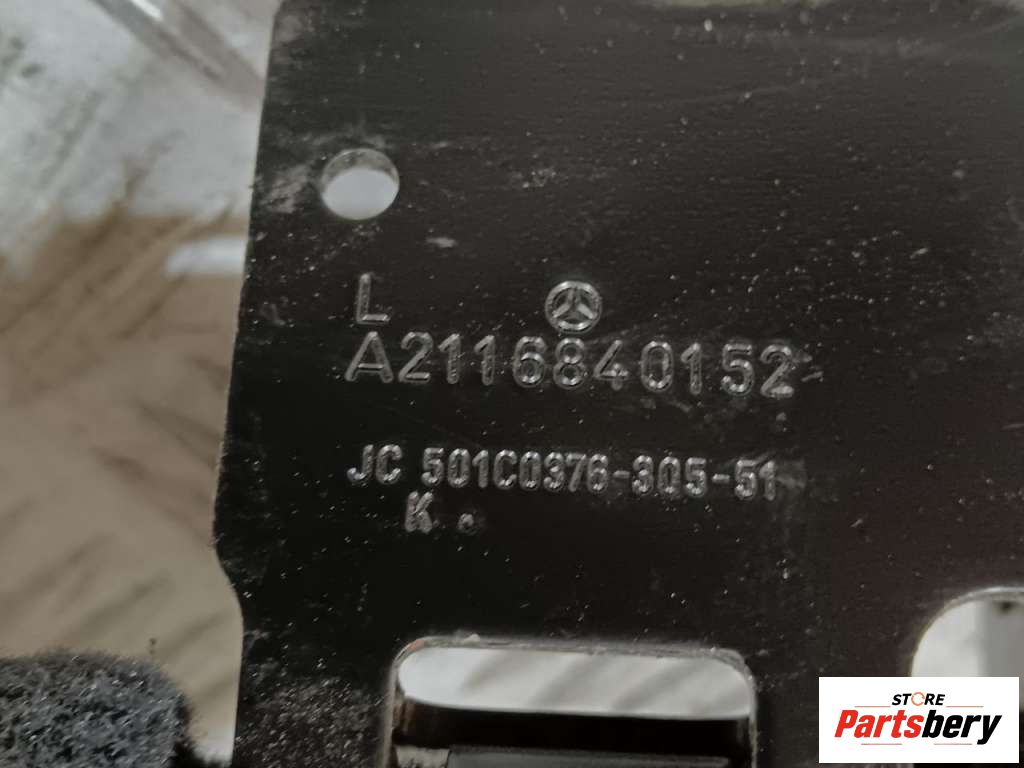 L
A2116840152
JC 501C0376-305-51
K .
STORE
Partsbery